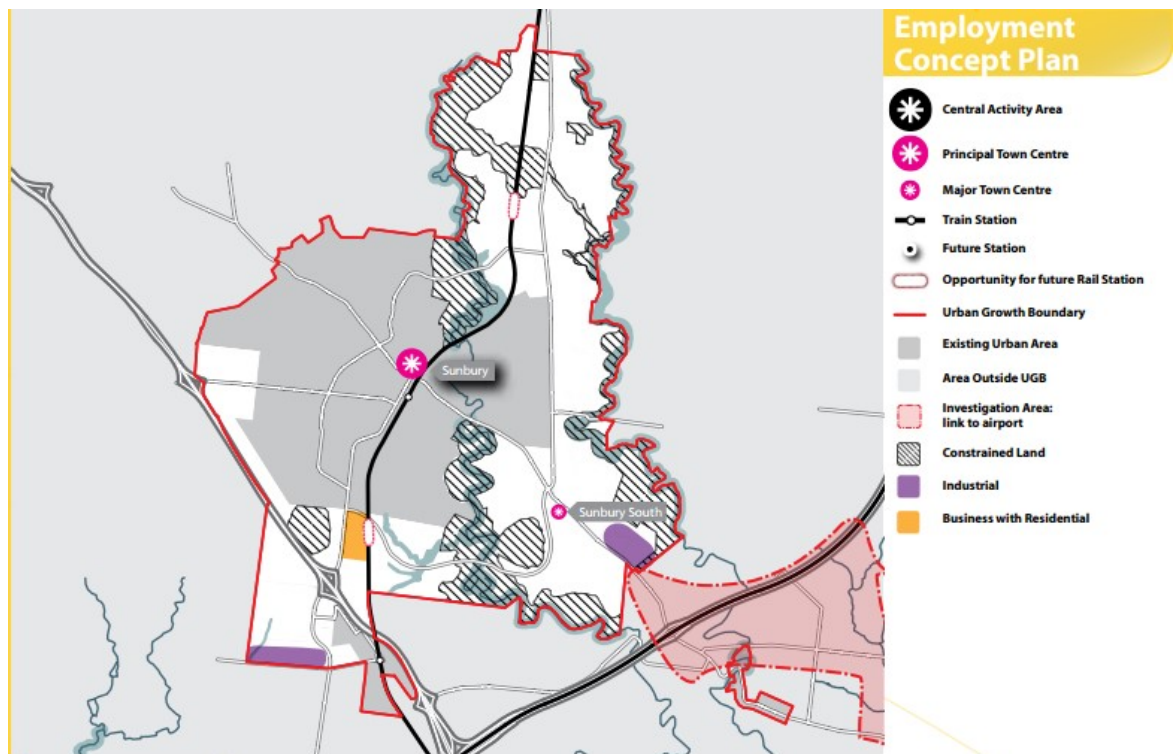 Employment
Concept Plan
Central Activity Area
Principal Town Centre
Major Town Centre
Train Station
Future Station
Opportunity for future Rail Station
Urban Growth Boundary
Existing Urban Area
Area Outside UGB
Investigation Area:
link to airport
Constrained Land
Industrial
Business with Residential
Sunbury
Sunbury South